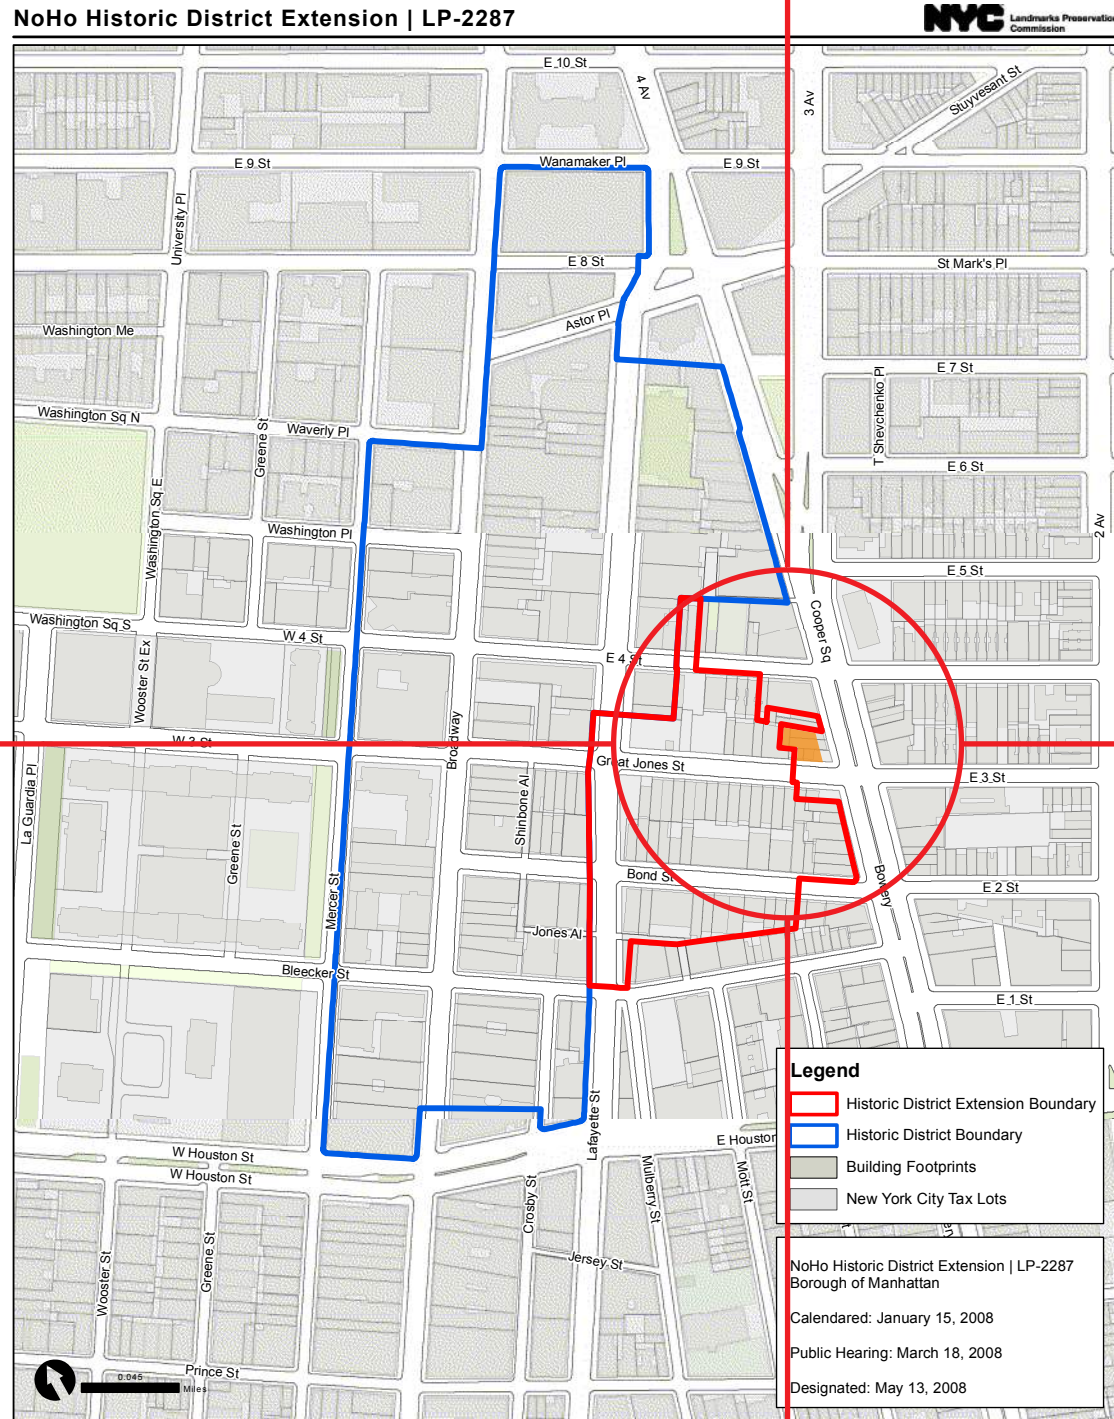 NoHo Historic District Extension | LP-2287
NYC
Landmarks Preservation
Commission
E 10 St
4 Av
3 Av
Stuyvesant St
E 9 St
Wanamaker Pl
E 9 St
University Pl
E 8 St
St Mark's Pl
Astor Pl
Washington Me
E 7 St
T Shevchenko Pl
Washington Sq N
Greene St
Waverly Pl
E 6 St
Washington Sq E
Washington Pl
2 Av
E 5 St
Cooper Sq
Washington Sq S
W 4 St
Wooster St Ex
E 4 St
Broadway
W 3 St
Great Jones St
E 3 St
La Guardia Pl
Shinbone Al
Greene St
Mercer St
Bond St
Bowery
E 2 St
Jones Al
Bleecker St
E 1 St
Lafayette St
E Houston
W Houston St
W Houston St
Crosby St
Mulberry St
Mott St
Jersey St
Greene St
Wooster St
Prince St
0.045
Miles
Legend
Historic District Extension Boundary
Historic District Boundary
Building Footprints
New York City Tax Lots
NoHo Historic District Extension | LP-2287
Borough of Manhattan
Calendared: January 15, 2008
Public Hearing: March 18, 2008
Designated: May 13, 2008